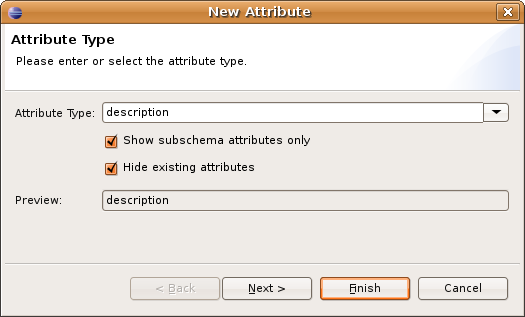 New Attribute
Attribute Type
Please enter or select the attribute type.
Attribute Type: description
Show subschema attributes only
Hide existing attributes
Preview: description
< Back Next > Finish Cancel